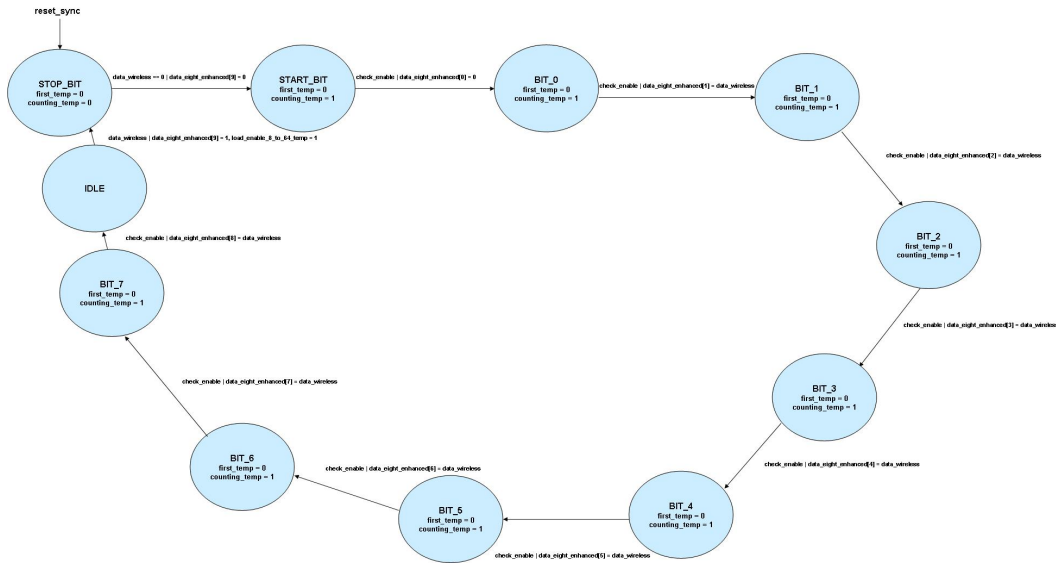 reset_sync
STOP_BIT
first_temp = 0
counting_temp = 0
data_wireless == 0 | data_eight_enhanced[9] = 0
START_BIT
first_temp = 0
counting_temp = 1
check_enable | data_eight_enhanced[0] = 0
BIT_0
first_temp = 0
counting_temp = 1
check_enable | data_eight_enhanced[1] = data_wireless
BIT_1
first_temp = 0
counting_temp = 1
check_enable | data_eight_enhanced[2] = data_wireless
BIT_2
first_temp = 0
counting_temp = 1
check_enable | data_eight_enhanced[3] = data_wireless
BIT_3
first_temp = 0
counting_temp = 1
check_enable | data_eight_enhanced[4] = data_wireless
BIT_4
first_temp = 0
counting_temp = 1
check_enable | data_eight_enhanced[5] = data_wireless
BIT_5
first_temp = 0
counting_temp = 1
check_enable | data_eight_enhanced[6] = data_wireless
BIT_6
first_temp = 0
counting_temp = 1
check_enable | data_eight_enhanced[7] = data_wireless
BIT_7
first_temp = 0
counting_temp = 1
check_enable | data_eight_enhanced[8] = data_wireless
IDLE
data_wireless | data_eight_enhanced[9] = 1, load_enable_8_to_64_temp = 1